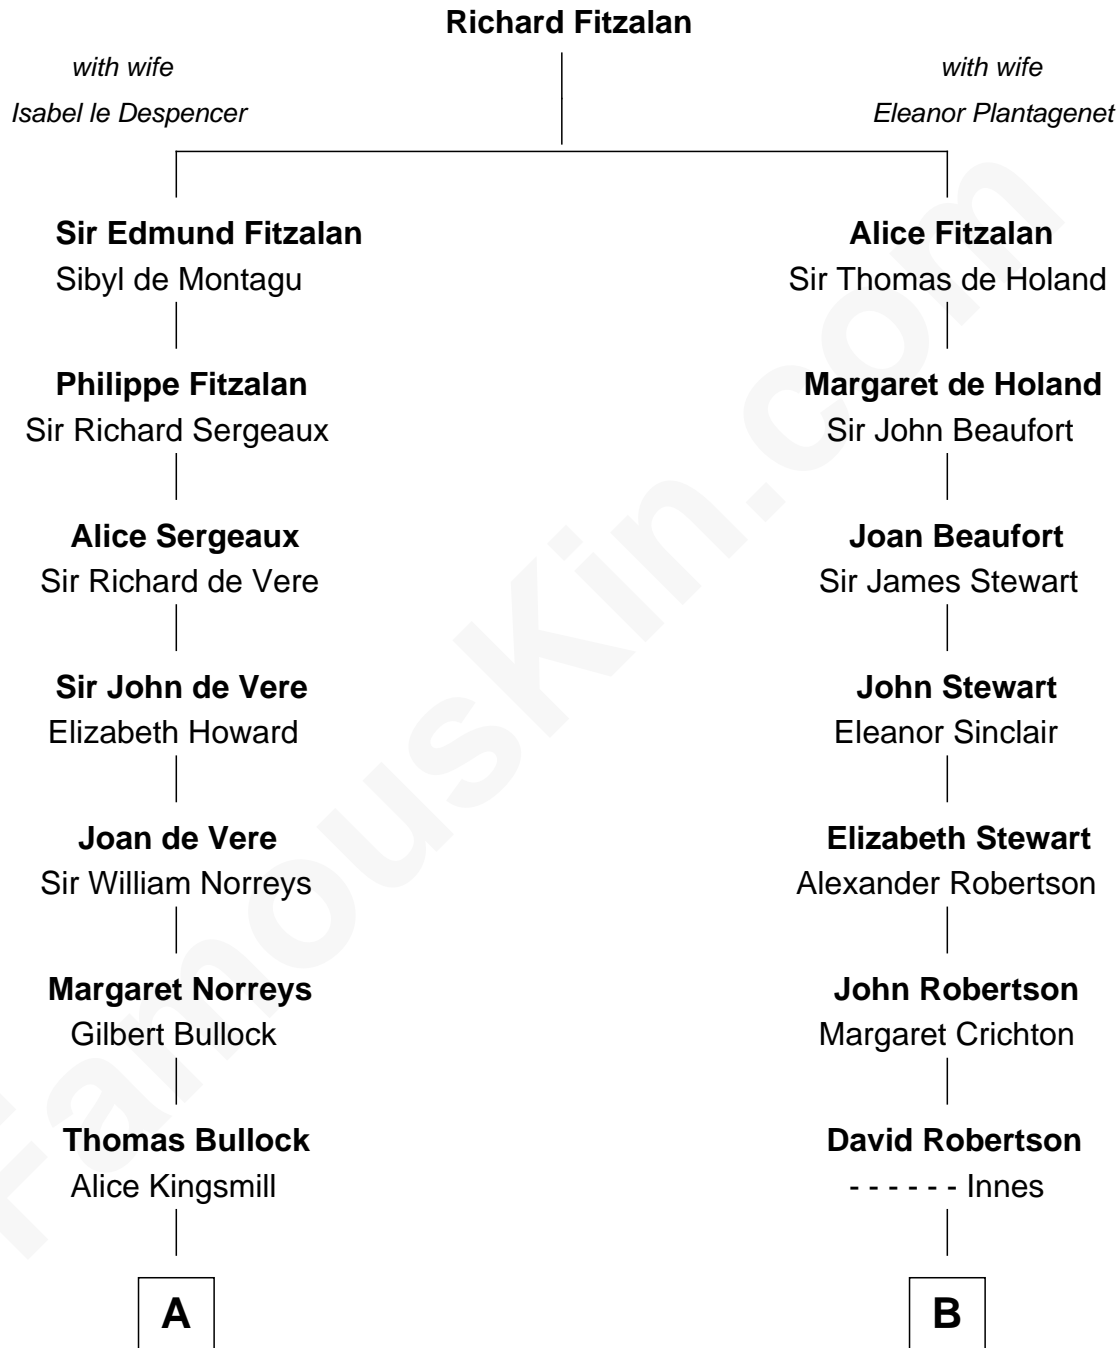 Richard Fitzalan
with wife
Isabel le Despencer
with wife
Eleanor Plantagenet
Sir Edmund Fitzalan
Sibyl de Montagu
Alice Fitzalan
Sir Thomas de Holand
Philippe Fitzalan
Sir Richard Sergeaux
Margaret de Holand
Sir John Beaufort
Alice Sergeaux
Sir Richard de Vere
Joan Beaufort
Sir James Stewart
Sir John de Vere
Elizabeth Howard
John Stewart
Eleanor Sinclair
Joan de Vere
Sir William Norreys
Elizabeth Stewart
Alexander Robertson
Margaret Norreys
Gilbert Bullock
John Robertson
Margaret Crichton
Thomas Bullock
Alice Kingsmill
David Robertson
- - - - - - Innes
A
B
FamousKin.com